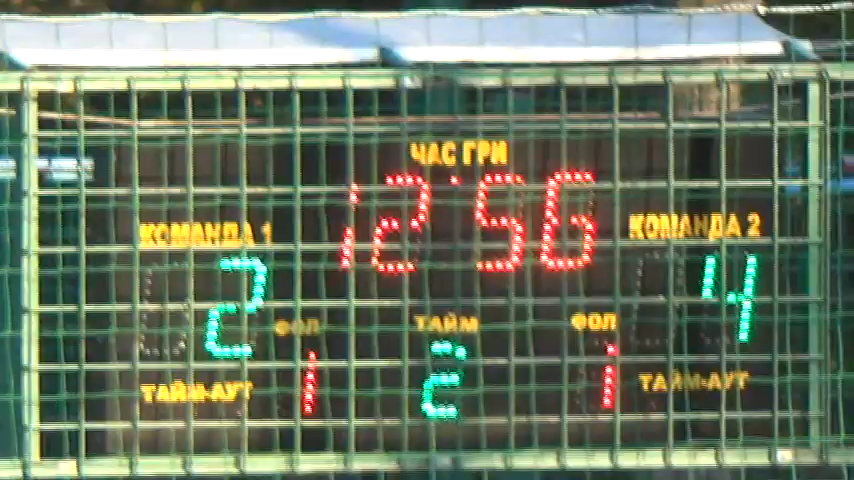 ЧАС ГРИ
12:56
КОМАНДА 1
КОМАНДА 2
2
4
ФОЛ
ТАЙМ
ФОЛ
1
2
1
ТАЙМ-АУТ
ТАЙМ-АУТ